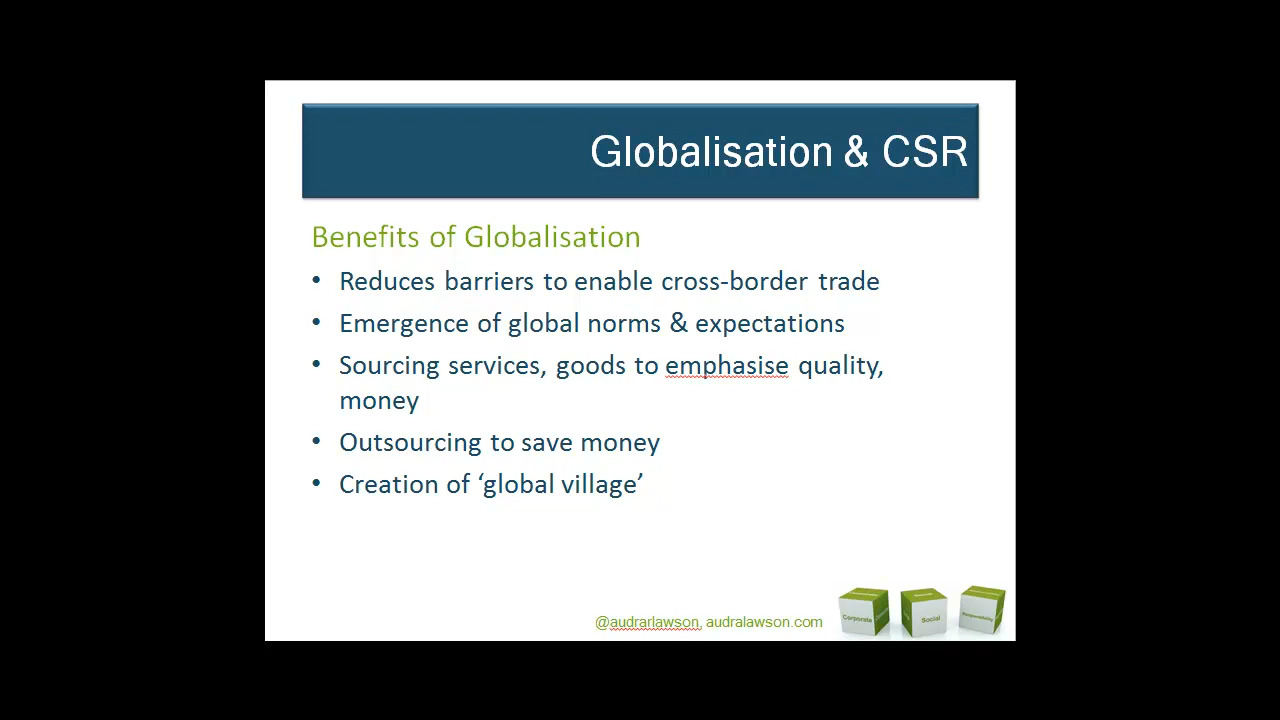 Globalisation & CSR
Benefits of Globalisation
• Reduces barriers to enable cross-border trade
• Emergence of global norms & expectations
• Sourcing services, goods to emphasise quality,
money
• Outsourcing to save money
• Creation of ‘global village’
@audrarlawson, audralawson.com
Corporate
Social
Responsibility